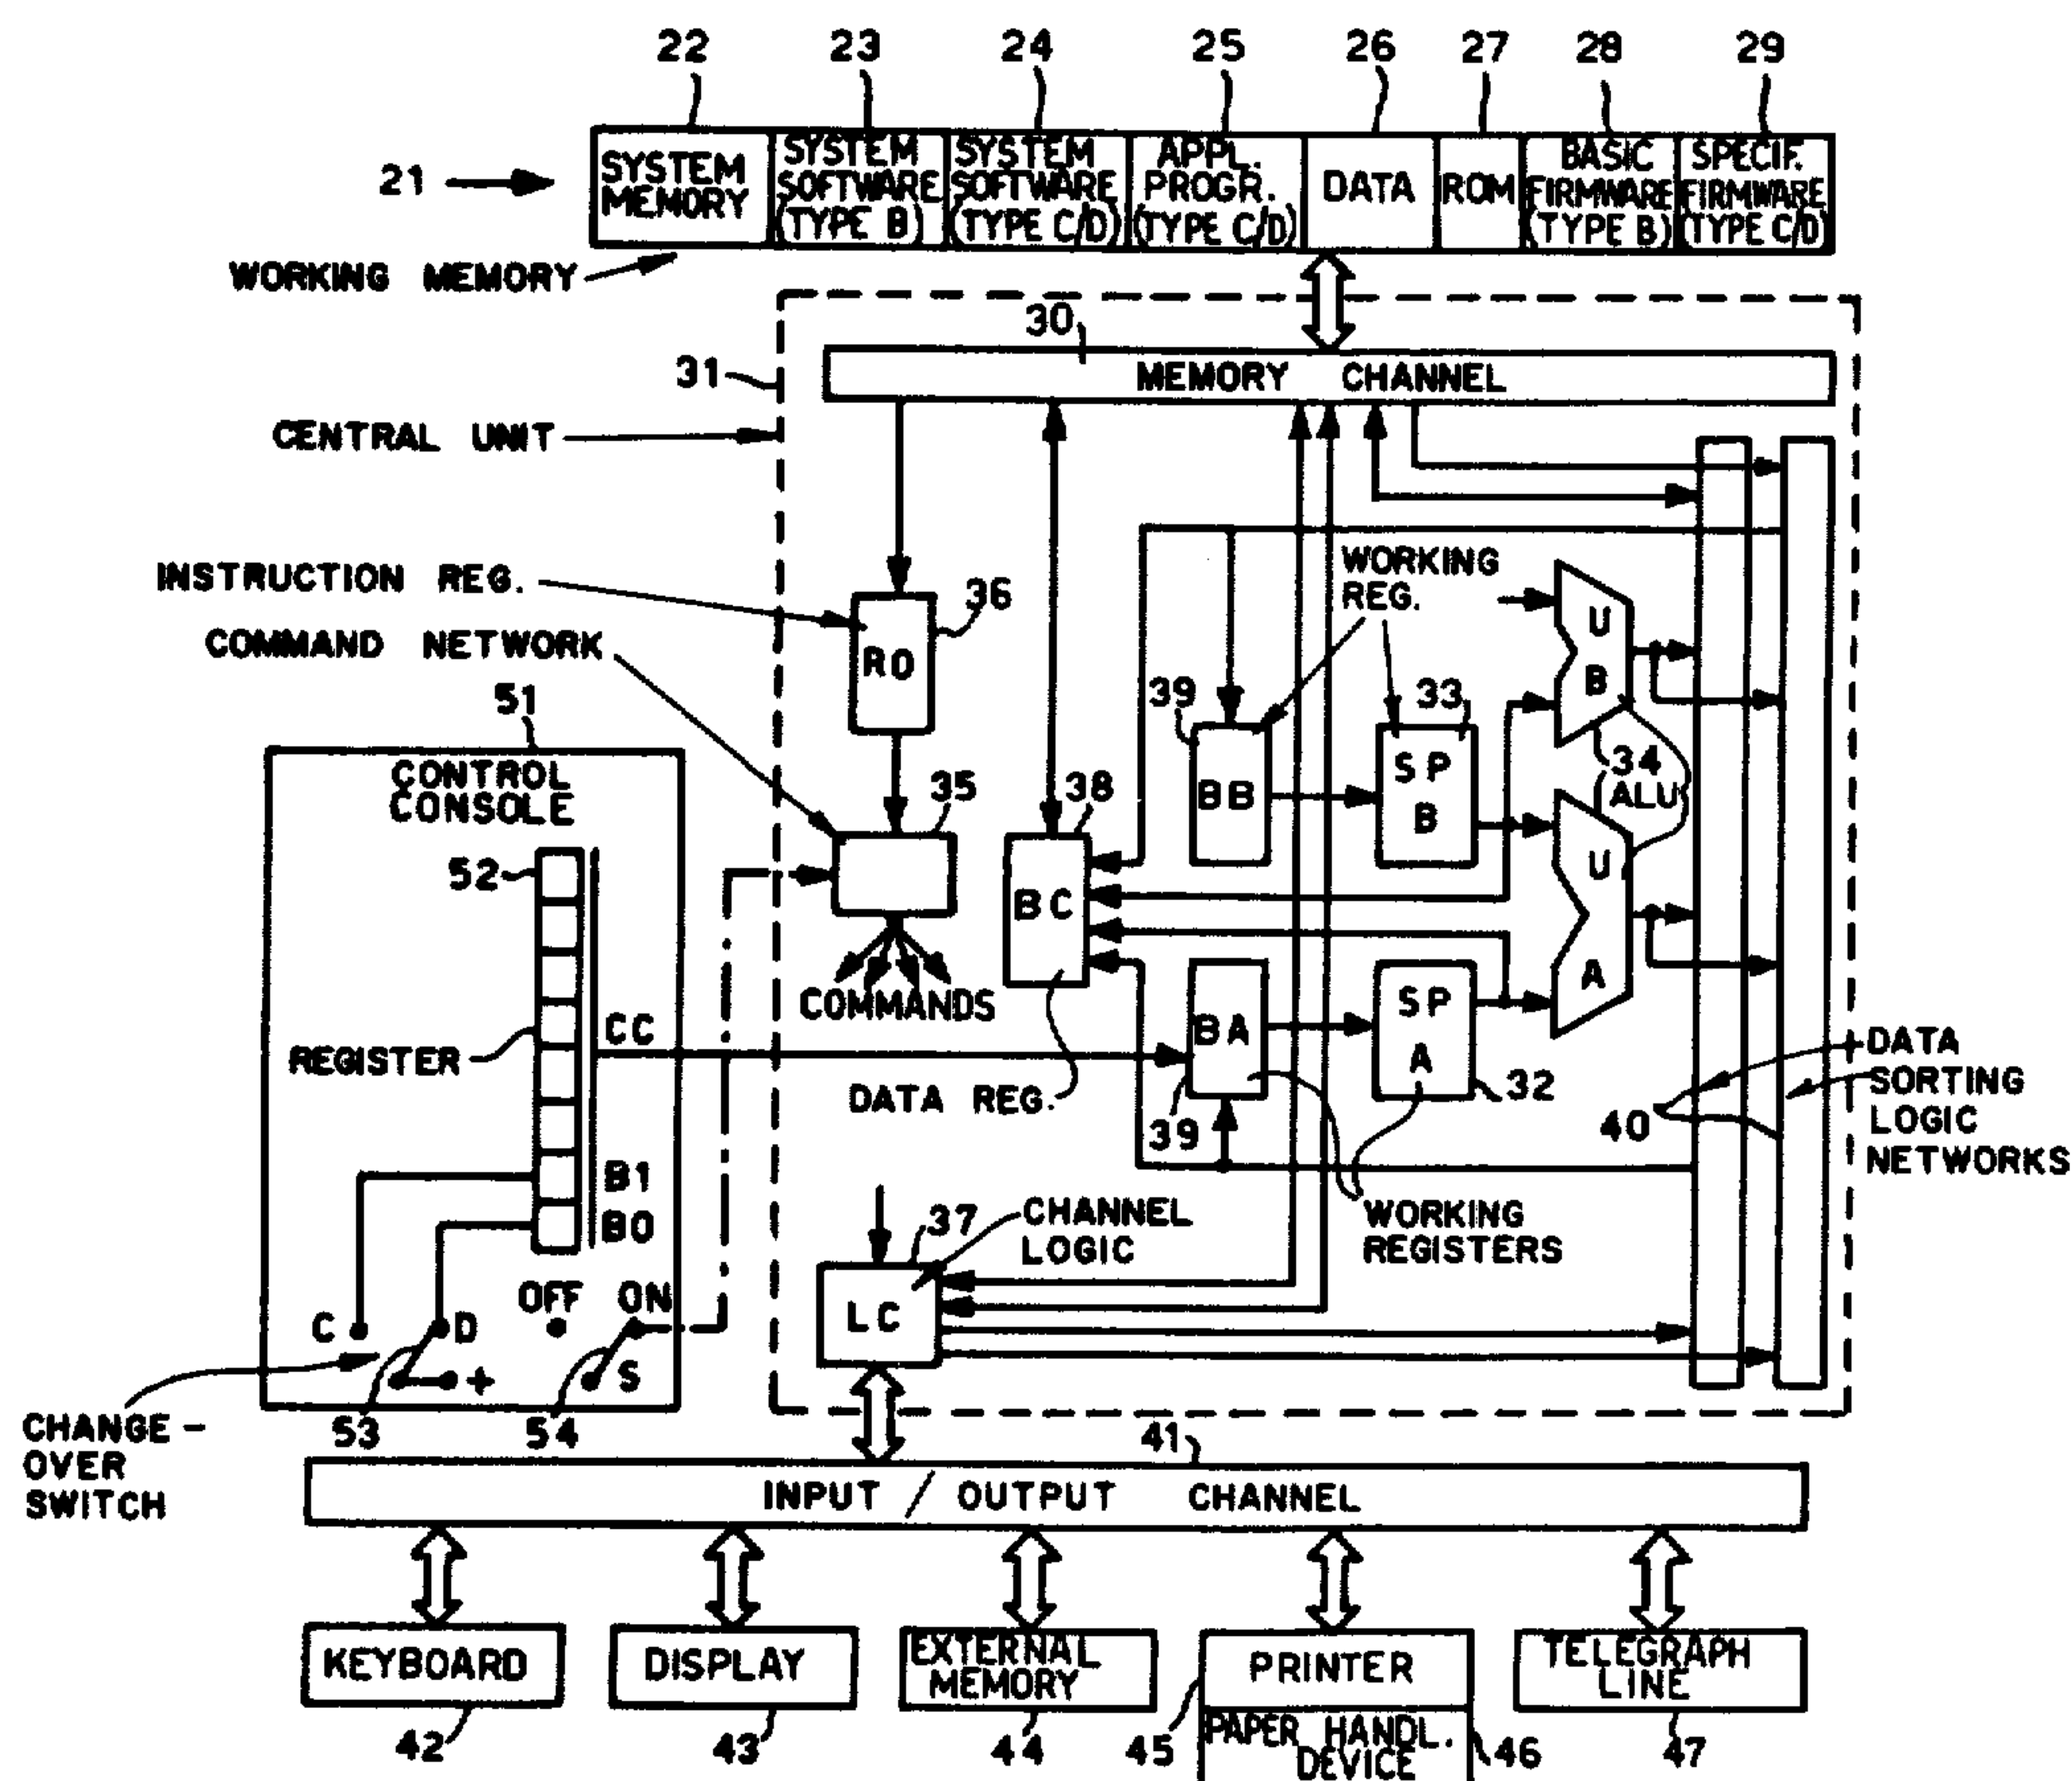 22 23 24 25 26 27 28 29
21
SYSTEM
MEMORY
SYSTEM
SOFTWARE
(TYPE B)
SYSTEM
SOFTWARE
(TYPE C/D)
APPL.
PROGR.
(TYPE C/D)
DATA
ROM
BASIC
FIRMWARE
(TYPE B)
SPECIF.
FIRMWARE
(TYPE C/D)
WORKING MEMORY
30
31
MEMORY CHANNEL
CENTRAL UNIT
INSTRUCTION REG.
36
RO
COMMAND NETWORK
WORKING
REG.
U
B
39
BB
33
SP
B
34
ALU
U
A
51
CONTROL
CONSOLE
35
38
BC
52
COMMANDS
CC
REGISTER
BA
39
SP
A
32
DATA REG.
DATA
SORTING
LOGIC
NETWORKS
40
B1
B0
37
CHANNEL
LOGIC
WORKING
REGISTERS
LC
OFF ON
C D
+ S
53 54
CHANGE-
OVER
SWITCH
41
INPUT / OUTPUT CHANNEL
KEYBOARD
42
DISPLAY
43
EXTERNAL
MEMORY
44
PRINTER
45
PAPER HANDL.
DEVICE
46
TELEGRAPH
LINE
47